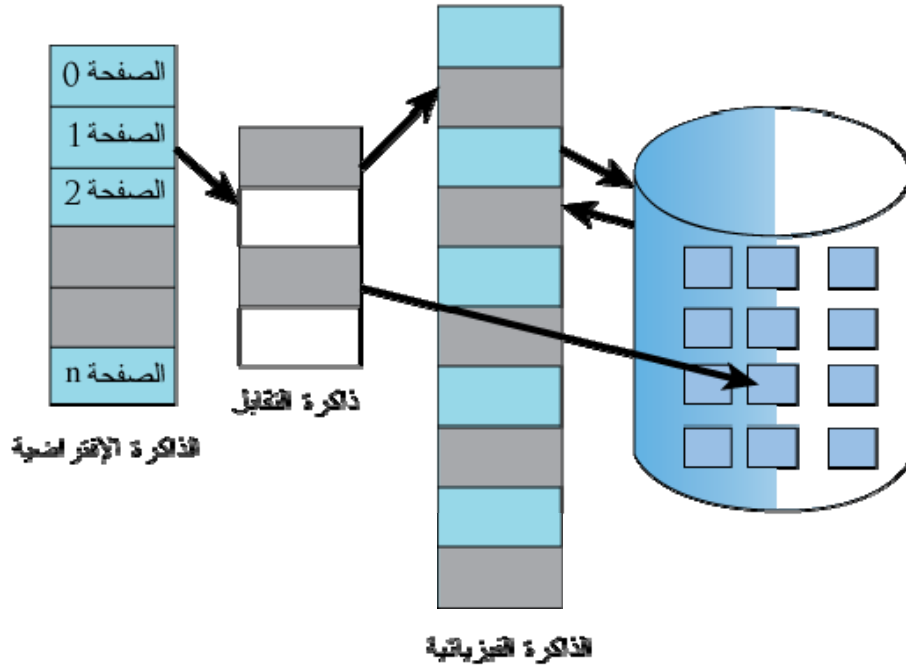 الصفحة 0
الصفحة 1
الصفحة 2
الصفحة n
الذاكرة الإفتراضية
ذاكرة التقابل
الذاكرة الفيزيائية